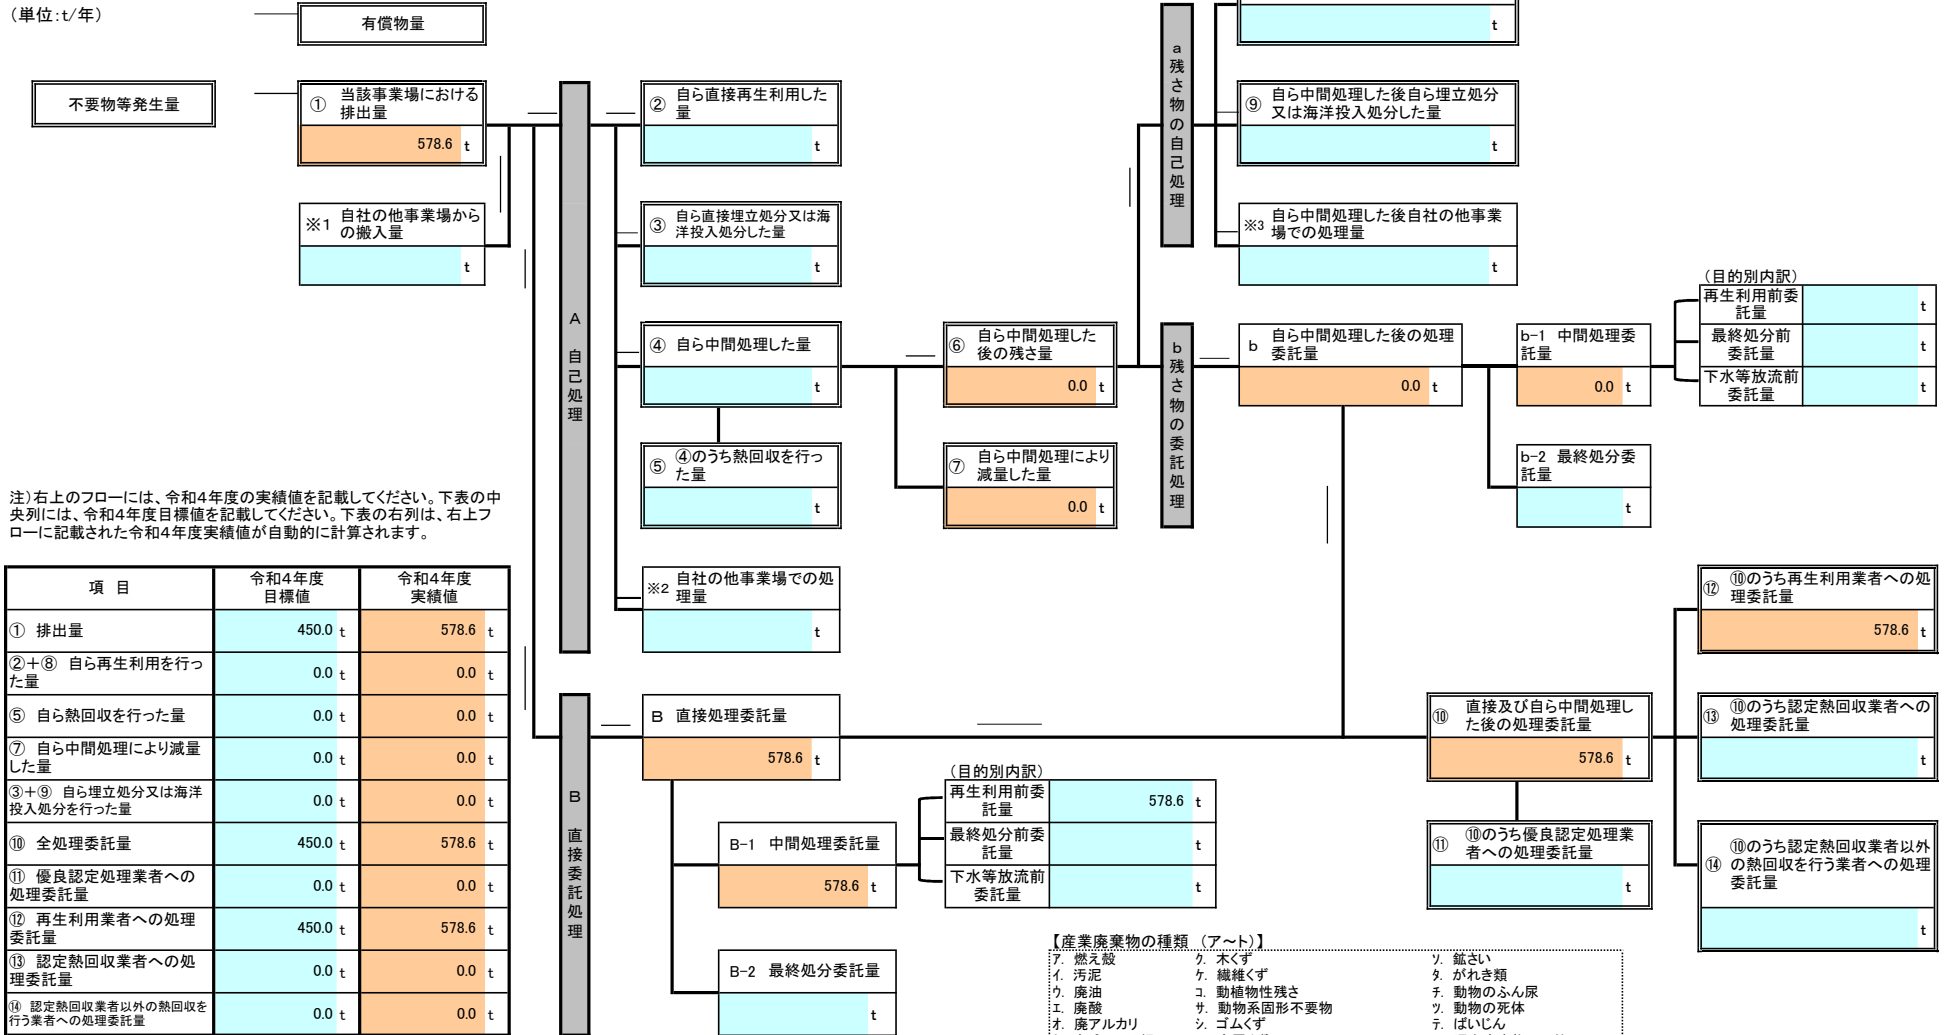 (単位:t/年)
有償物量
t
不要物等発生量
① 当該事業場における
排出量
578.6 t
※1 自社の他事業場から
の搬入量
t
A
自己処理
② 自ら直接再生利用した
量
t
③ 自ら直接埋立処分又は海
洋投入処分した量
t
④ 自ら中間処理した量
t
⑤ ④のうち熱回収を行っ
た量
t
※2 自社の他事業場での処
理量
t
⑥ 自ら中間処理した
後の残さ量
0.0 t
⑦ 自ら中間処理により
減量した量
0.0 t
a
残さ物の自己処理
⑨ 自ら中間処理した後自ら埋立処分
又は海洋投入処分した量
t
※3 自ら中間処理した後自社の他事業
場での処理量
t
b
残さ物の委託処理
b 自ら中間処理した後の処理
委託量
0.0 t
b-1 中間処理委
託量
0.0 t
b-2 最終処分委
託量
t
(目的別内訳)
再生利用前委
託量
t
最終処分前
委託量
t
下水等放流前
委託量
t
注)右上のフローには、令和4年度の実績値を記載してください。下表の中
央列には、令和4年度目標値を記載してください。下表の右列は、右上フ
ローに記載された令和4年度実績値が自動的に計算されます。
項 目 令和4年度 目標値 令和4年度 実績値
① 排出量 450.0 t 578.6 t
②+⑧ 自ら再生利用を行っ
た量 0.0 t 0.0 t
⑤ 自ら熱回収を行った量 0.0 t 0.0 t
⑦ 自ら中間処理により減量
した量 0.0 t 0.0 t
③+⑨ 自ら埋立処分又は海洋
投入処分を行った量 0.0 t 0.0 t
⑩ 全処理委託量 450.0 t 578.6 t
⑪ 優良認定処理業者への
処理委託量 0.0 t 0.0 t
⑫ 再生利用業者への処理
委託量 450.0 t 578.6 t
⑬ 認定熱回収業者への処
理委託量 0.0 t 0.0 t
⑭ 認定熱回収業者以外の熱回収を
行う業者への処理委託量 0.0 t 0.0 t
B
直接委託処理
B 直接処理委託量
578.6 t
B-1 中間処理委託量
578.6 t
B-2 最終処分委託量
t
(目的別内訳)
再生利用前委
託量
578.6 t
最終処分前委
託量
t
下水等放流前
委託量
t
⑩ 直接及び自ら中間処理し
た後の処理委託量
578.6 t
⑪ ⑩のうち優良認定処理業
者への処理委託量
t
⑫ ⑩のうち再生利用業者への処
理委託量
578.6 t
⑬ ⑩のうち認定熱回収業者への
処理委託量
t
⑭ ⑩のうち認定熱回収業者以外
の熱回収を行う業者への処理
委託量
t
【産業廃棄物の種類 (ア~ト)】
ア. 燃え殻 ク. 木くず ソ. 鉱さい
イ. 汚泥 ケ. 繊維くず タ. がれき類
ウ. 廃油 コ. 動植物性残さ チ. 動物のふん尿
エ. 廃酸 サ. 動物系固形不要物 ツ. 動物の死体
オ. 廃アルカリ シ. ゴムくず テ. ばいじん